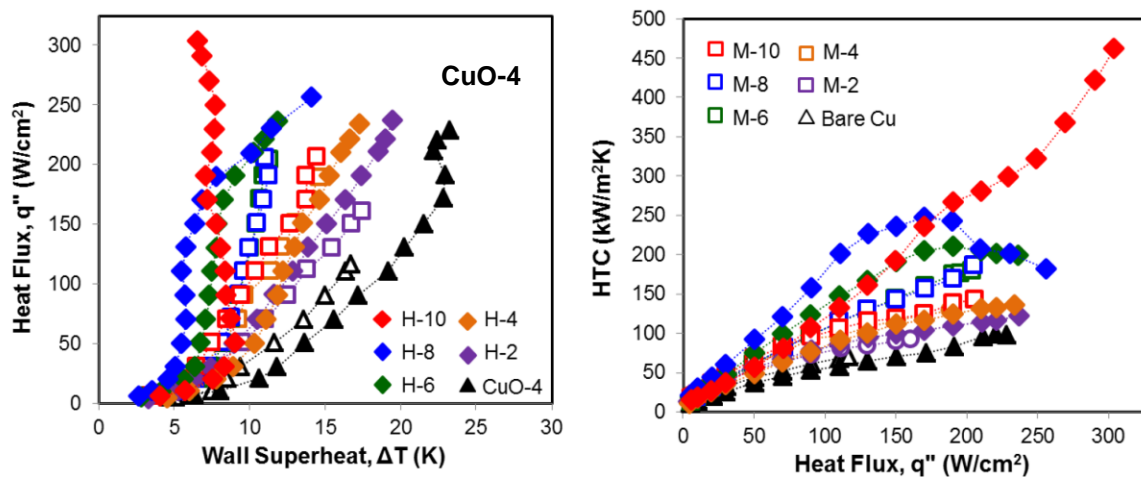 300
250
200
150
100
50
0
0 5 10 15 20 25 30
Heat Flux, q" (W/cm²)
Wall Superheat, ΔT (K)
CuO-4
H-10 H-4
H-8 H-2
H-6 CuO-4
500
450
400
350
300
250
200
150
100
50
0
0 50 100 150 200 250 300
HTC (kW/m²K)
Heat Flux, q" (W/cm²)
M-10 M-4
M-8 M-2
M-6 Bare Cu